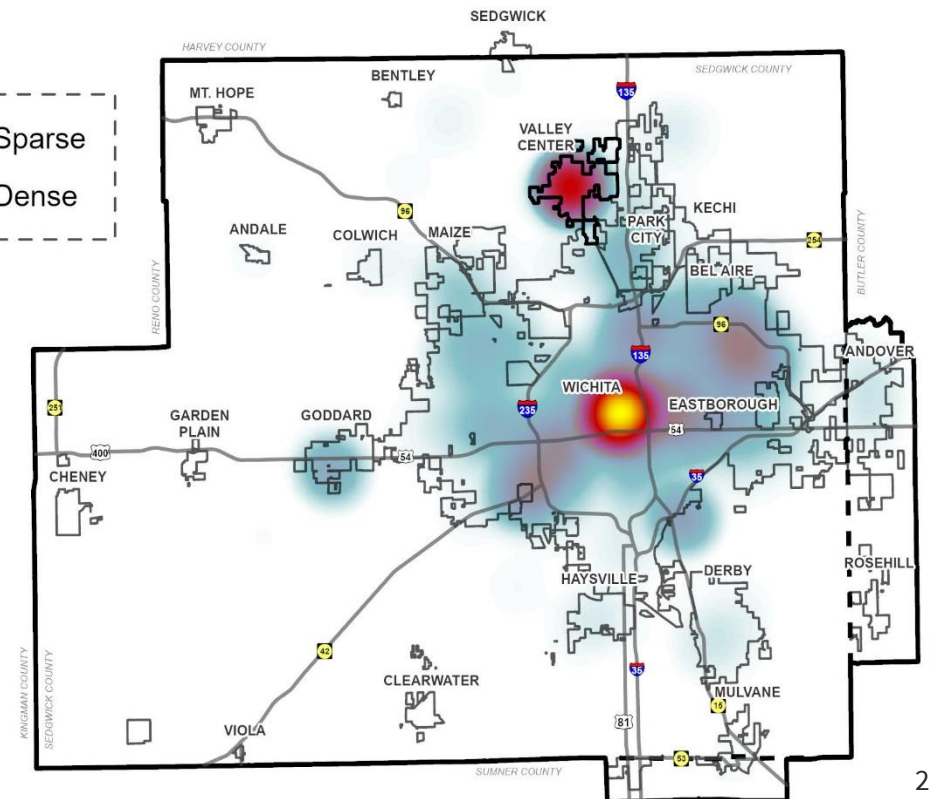 SEDGWICK
HARVEY COUNTY
SEDGWICK COUNTY
BENTLEY
MT. HOPE
135
Sparse
VALLEY
CENTER
Dense
96
KECHI
ANDALE
COLWICH
MAIZE
PARK
CITY
254
BEL AIRE
BUTLER COUNTY
RENO COUNTY
96
135
ANDOVER
WICHITA
251
235
EASTBOROUGH
GARDEN
PLAIN
GODDARD
54
400
54
CHENEY
35
HAYSVILLE
DERBY
ROSEHILL
42
35
KINGMAN COUNTY
SEDGWICK COUNTY
CLEARWATER
MULVANE
15
81
VIOLA
53
SUMNER COUNTY
2